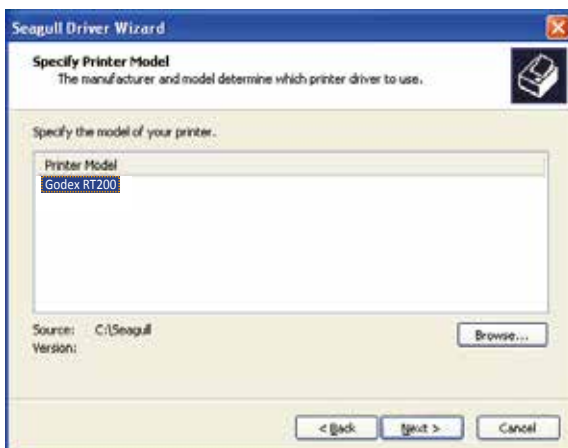 Seagull Driver Wizard
Specify Printer Model
The manufacturer and model determine which printer driver to use.
Specify the model of your printer.
Printer Model
Godex RT200
Source: C:\Seagull
Version:
Browse...
< Back Next > Cancel